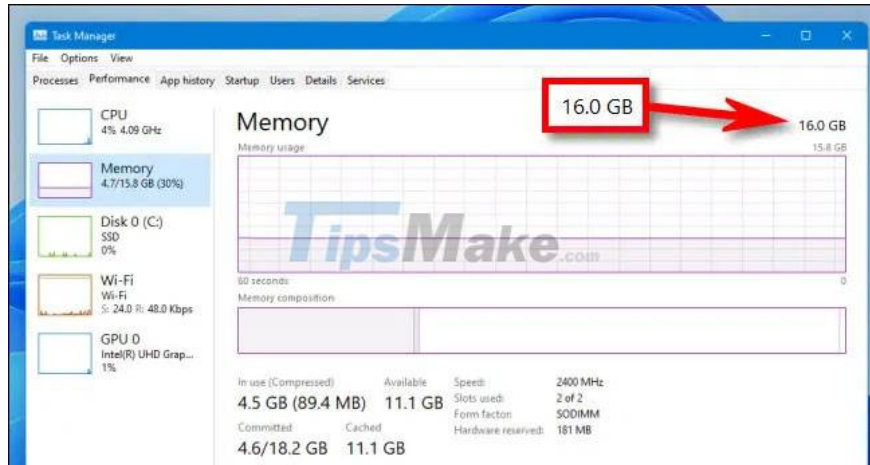 Task Manager
File Options View
Processes Performance App history Startup Users Details Services
CPU
4% 4.09 GHz
Memory
4.7/15.8 GB (30%)
Disk 0 (C:)
SSD
0%
Wi-Fi
Wi-Fi
S: 24.0 R: 48.0 Kbps
GPU 0
Intel(R) UHD Grap...
1%
16.0 GB
Memory 16.0 GB
Memory usage 15.8 GB
TipsMake.com
60 seconds 0
Memory composition
In use (Compressed) Available Speed: 2400 MHz
4.5 GB (89.4 MB) 11.1 GB Slots used: 2 of 2
Form factor: SODIMM
Committed Cached Hardware reserved: 181 MB
4.6/18.2 GB 11.1 GB